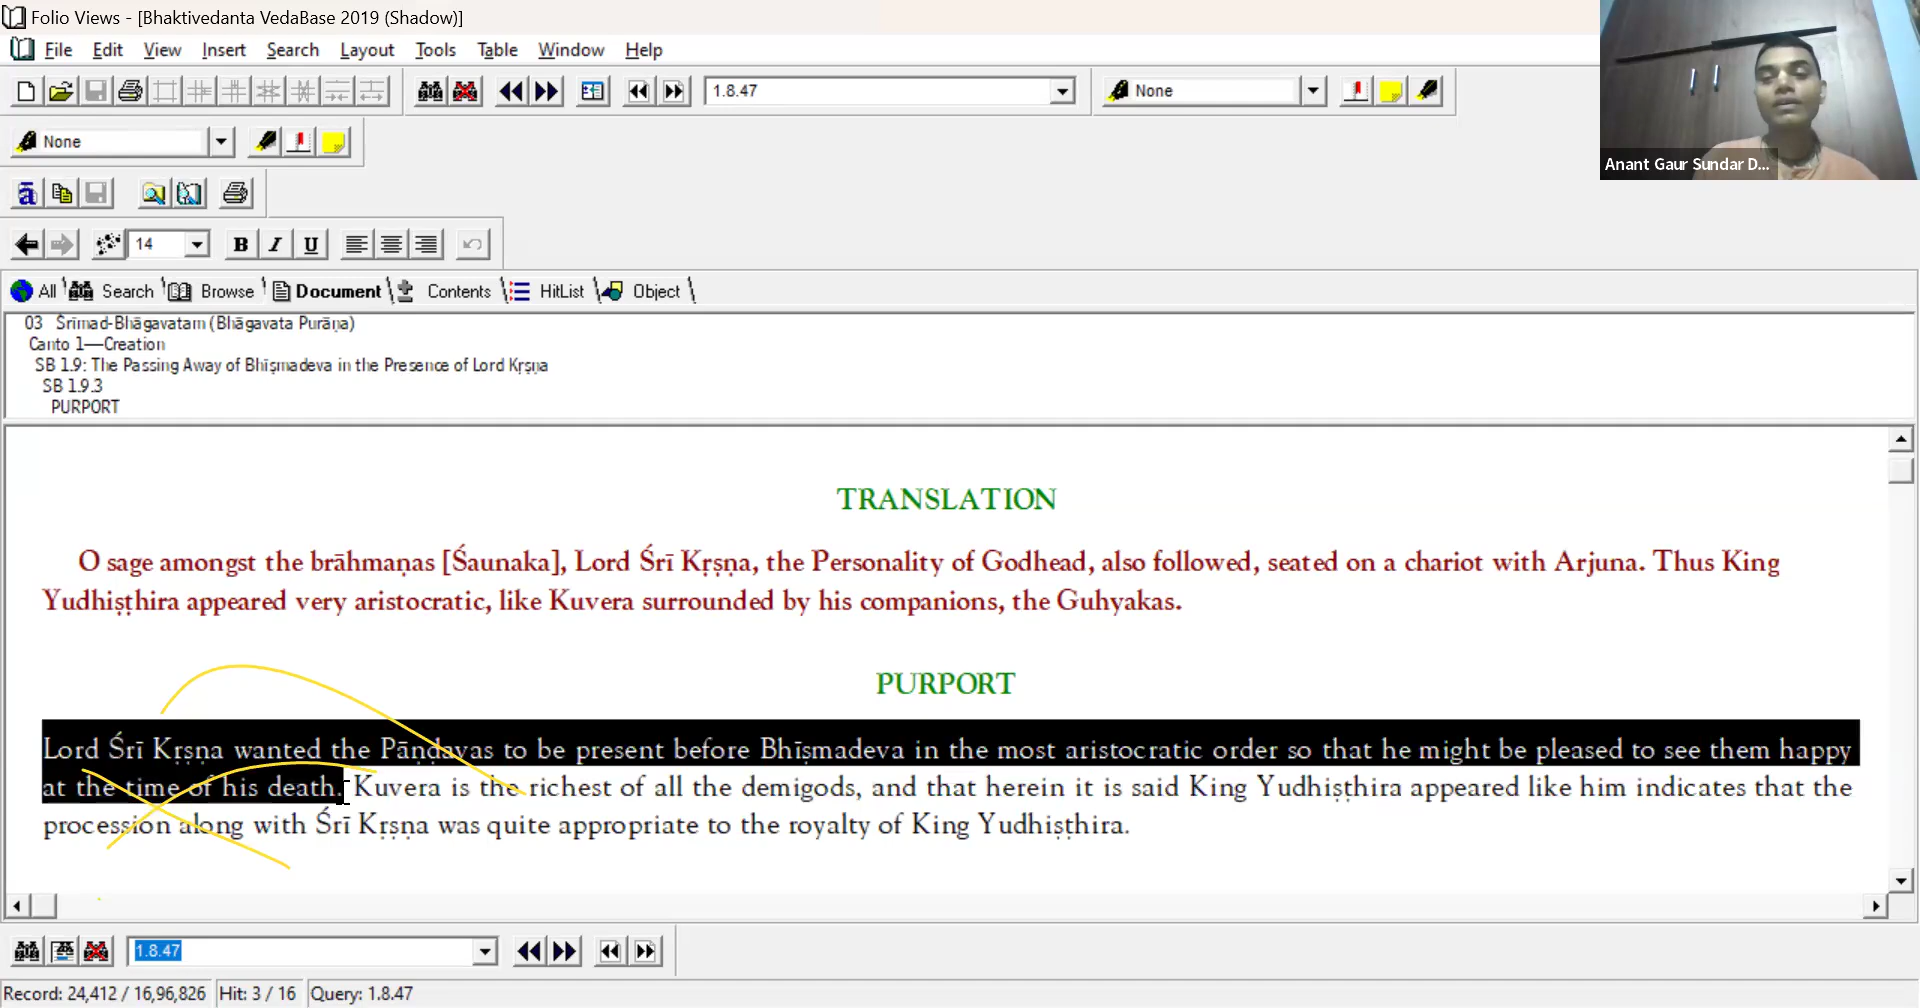 Folio Views - [Bhaktivedanta VedaBase 2019 (Shadow)]
File Edit View Insert Search Layout Tools Table Window Help
1.8.47 None
None
14 B I U
All Search Browse Document Contents HitList Object
03 Śrīmad-Bhāgavatam (Bhāgavata Purāṇa)
Canto 1—Creation
SB 1.9: The Passing Away of Bhīṣmadeva in the Presence of Lord Kṛṣṇa
SB 1.9.3
PURPORT
TRANSLATION
O sage amongst the brāhmaṇas [Śaunaka], Lord Śrī Kṛṣṇa, the Personality of Godhead, also followed, seated on a chariot with Arjuna. Thus King
Yudhiṣṭhira appeared very aristocratic, like Kuvera surrounded by his companions, the Guhyakas.
PURPORT
Lord Śrī Kṛṣṇa wanted the Pāṇḍavas to be present before Bhīṣmadeva in the most aristocratic order so that he might be pleased to see them happy
at the time of his death. Kuvera is the richest of all the demigods, and that herein it is said King Yudhiṣṭhira appeared like him indicates that the
procession along with Śrī Kṛṣṇa was quite appropriate to the royalty of King Yudhiṣṭhira.
1.8.47
Record: 24,412 / 16,96,826 Hit: 3 / 16 Query: 1.8.47
Anant Gaur Sundar D...